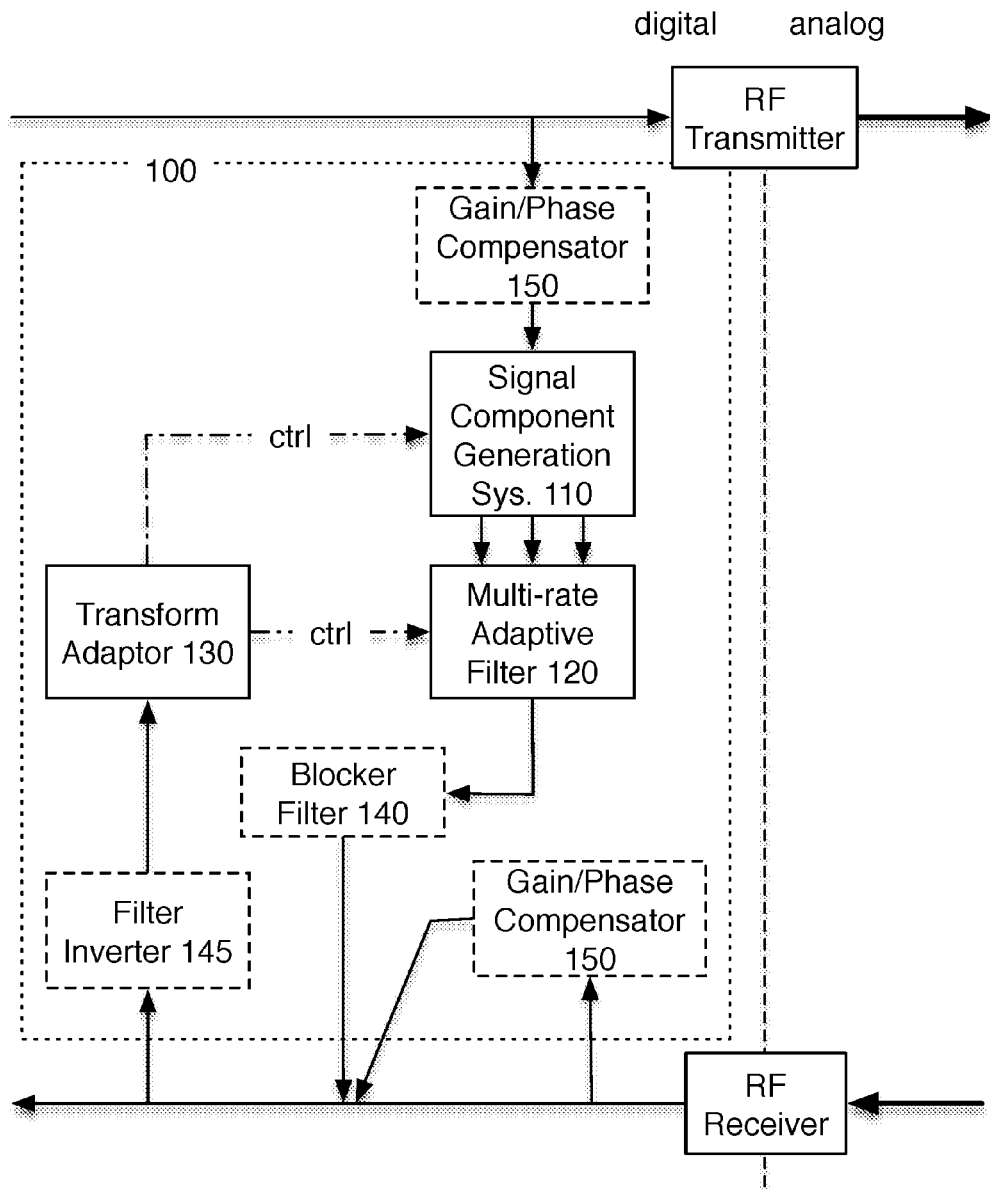 digital analog
RF
Transmitter
100
Gain/Phase
Compensator
150
Signal
Component
Generation
Sys. 110
ctrl
Transform
Adaptor 130
ctrl
Multi-rate
Adaptive
Filter 120
Blocker
Filter 140
Gain/Phase
Compensator
150
Filter
Inverter 145
RF
Receiver